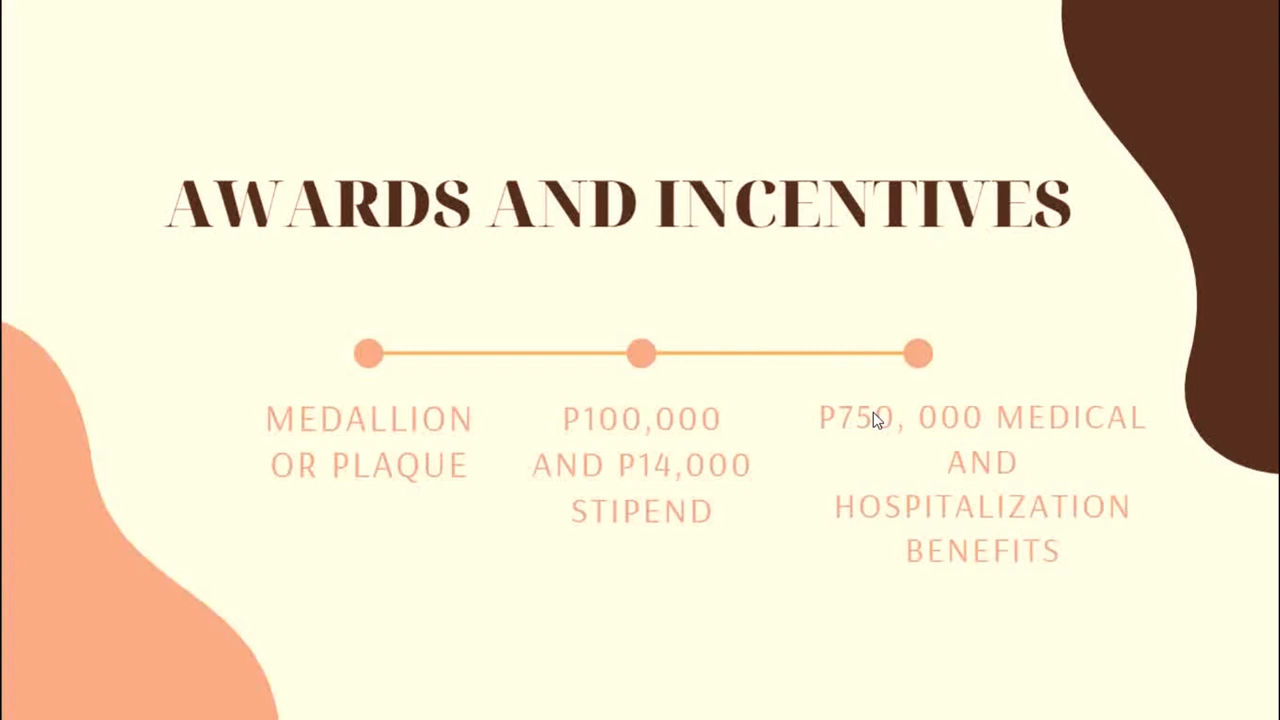 AWARDS AND INCENTIVES
MEDALLION
OR PLAQUE
P100,000
AND P14,000
STIPEND
P750, 000 MEDICAL
AND
HOSPITALIZATION
BENEFITS